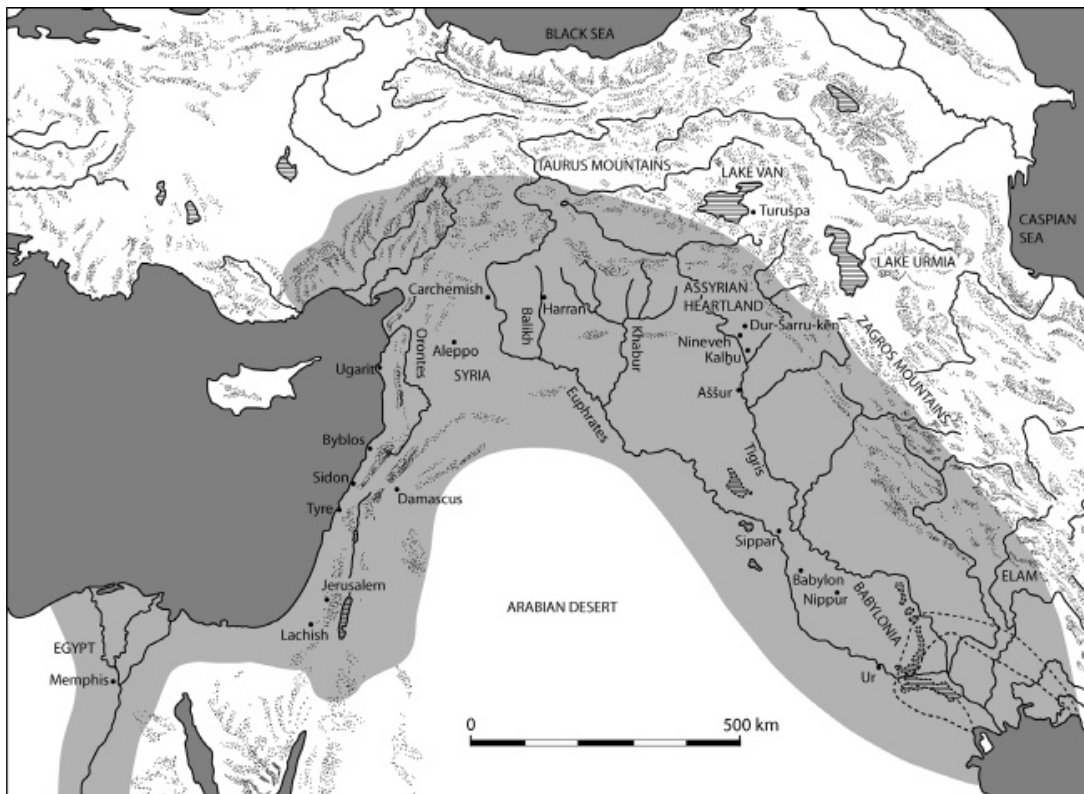 BLACK SEA
TAURUS MOUNTAINS
LAKE VAN
Turušpa
CASPIAN
SEA
LAKE URMIA
Carchemish
Harran
ASSYRIAN
HEARTLAND
Dur-Šarru-ken
Balikh
Khabur
Nineveh
Kalḫu
ZAGROS MOUNTAINS
Orontes
Aleppo
Ugarit
SYRIA
Aššur
Euphrates
Byblos
Tigris
Sidon
Damascus
Tyre
Sippar
Babylon
Nippur
BABYLONIA
ELAM
Jerusalem
ARABIAN DESERT
Lachish
EGYPT
Memphis
Ur
0 500 km